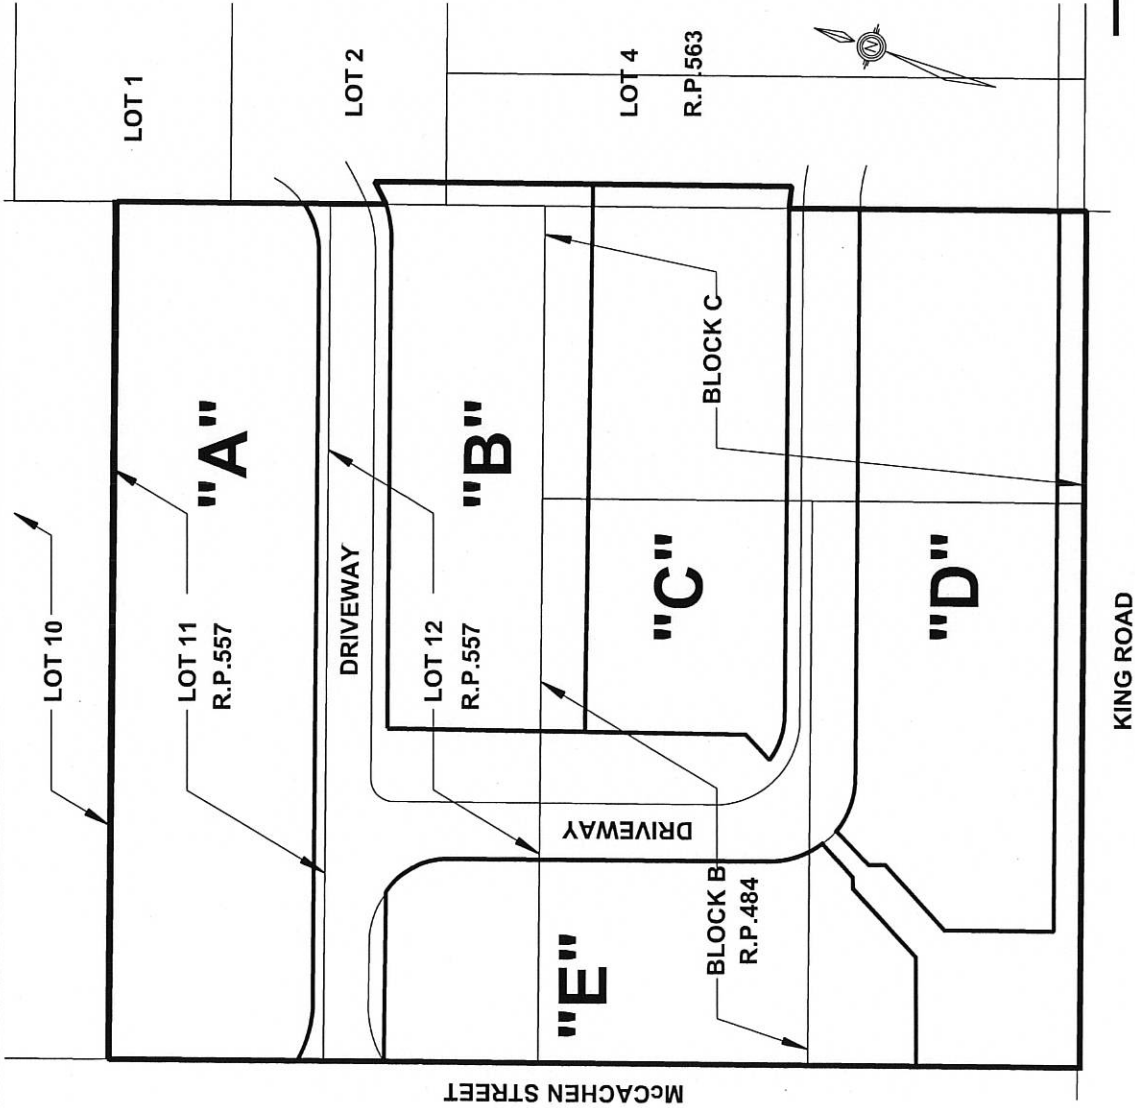 LOT 1
LOT 2
LOT 4
R.P.563
N
LOT 10
LOT 11
R.P.557
"A"
DRIVEWAY
LOT 12
R.P.557
"B"
BLOCK C
"C"
"D"
DRIVEWAY
BLOCK B
R.P.484
"E"
McCACHEN STREET
KING ROAD